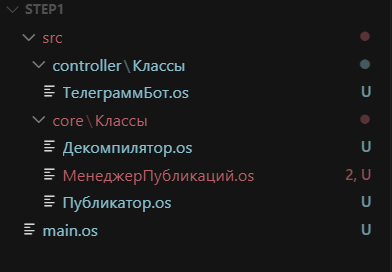 STEP1
src
controller\Классы
ТелеграммБот.os U
core\Классы
Декомпилятор.os U
МенеджерПубликаций.os 2, U
Публикатор.os U
main.os U